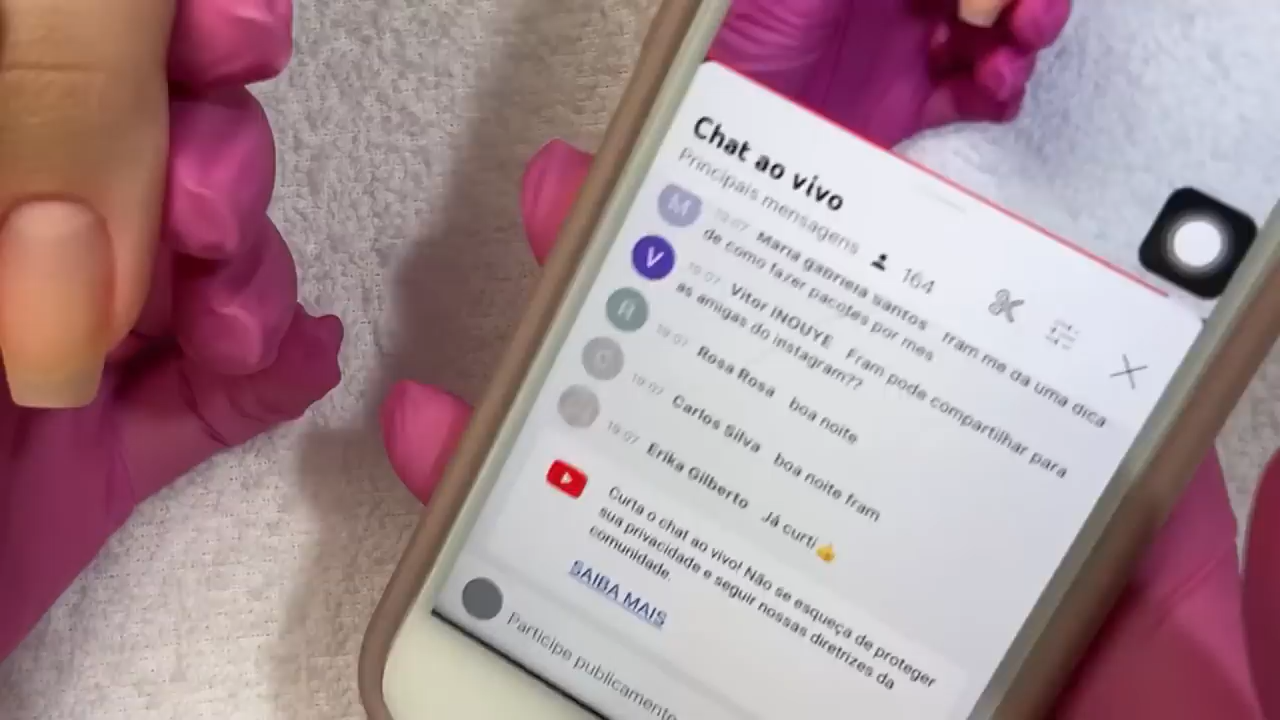 Chat ao vivo
Principais mensagens 164
M 19:07 Maria gabriela santos fram me da uma dica
de como fazer pacotes por mes
V 19:07 Vitor INOUYE Fram pode compartilhar para
as amigas do instagram??
R 19:07 Rosa Rosa boa noite
C 19:07 Carlos Silva boa noite fram
19:07 Erika Gilberto Já curti👍
Curta o chat ao vivo! Não se esqueça de proteger
sua privacidade e seguir nossas diretrizes da
comunidade.
SAIBA MAIS
Participe publicamente